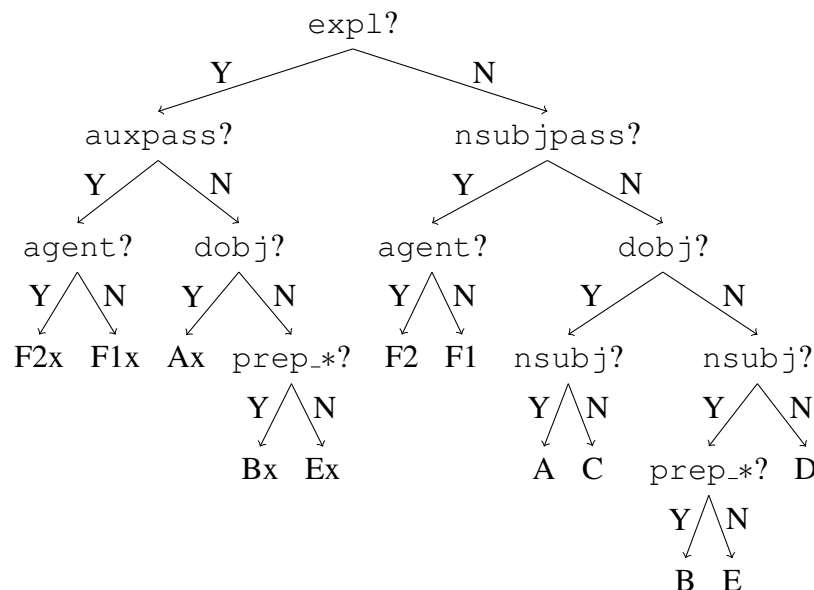 expl?
Y N
auxpass? nsubjpass?
Y N Y N
agent? dobj? agent? dobj?
Y N Y N Y N Y N
F2x F1x Ax prep_*? F2 F1 nsubj? nsubj?
Y N Y N Y N
Bx Ex A C prep_*? D
Y N
B E